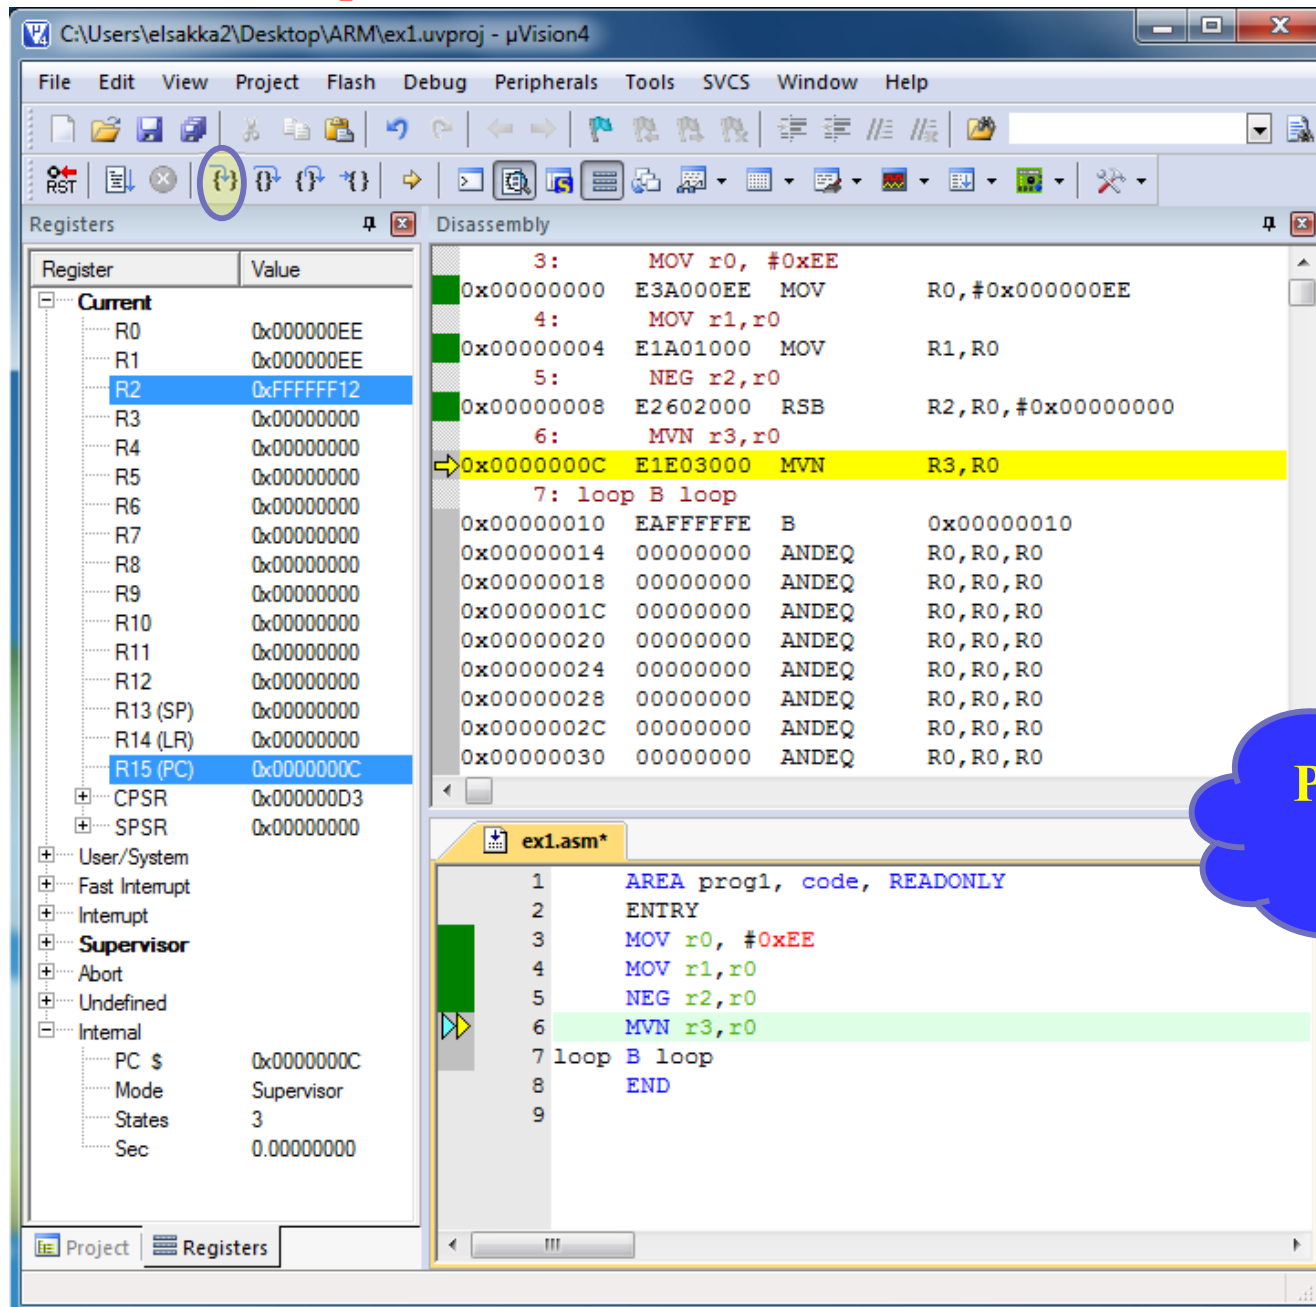 C:\Users\elsakka2\Desktop\ARM\ex1.uvproj - µVision4
File Edit View Project Flash Debug Peripherals Tools SVCS Window Help
RST
Registers
Register Value
Current
R0 0x000000EE
R1 0x000000EE
R2 0xFFFFFF12
R3 0x00000000
R4 0x00000000
R5 0x00000000
R6 0x00000000
R7 0x00000000
R8 0x00000000
R9 0x00000000
R10 0x00000000
R11 0x00000000
R12 0x00000000
R13 (SP) 0x00000000
R14 (LR) 0x00000000
R15 (PC) 0x0000000C
CPSR 0x000000D3
SPSR 0x00000000
User/System
Fast Interrupt
Interrupt
Supervisor
Abort
Undefined
Internal
PC $ 0x0000000C
Mode Supervisor
States 3
Sec 0.00000000
Project Registers
Disassembly
3: MOV r0, #0xEE
0x00000000 E3A000EE MOV R0,#0x000000EE
4: MOV r1,r0
0x00000004 E1A01000 MOV R1,R0
5: NEG r2,r0
0x00000008 E2602000 RSB R2,R0,#0x00000000
6: MVN r3,r0
0x0000000C E1E03000 MVN R3,R0
7: loop B loop
0x00000010 EAFFFFFE B 0x00000010
0x00000014 00000000 ANDEQ R0,R0,R0
0x00000018 00000000 ANDEQ R0,R0,R0
0x0000001C 00000000 ANDEQ R0,R0,R0
0x00000020 00000000 ANDEQ R0,R0,R0
0x00000024 00000000 ANDEQ R0,R0,R0
0x00000028 00000000 ANDEQ R0,R0,R0
0x0000002C 00000000 ANDEQ R0,R0,R0
0x00000030 00000000 ANDEQ R0,R0,R0
P
ex1.asm*
1 AREA prog1, code, READONLY
2 ENTRY
3 MOV r0, #0xEE
4 MOV r1,r0
5 NEG r2,r0
6 MVN r3,r0
7 loop B loop
8 END
9